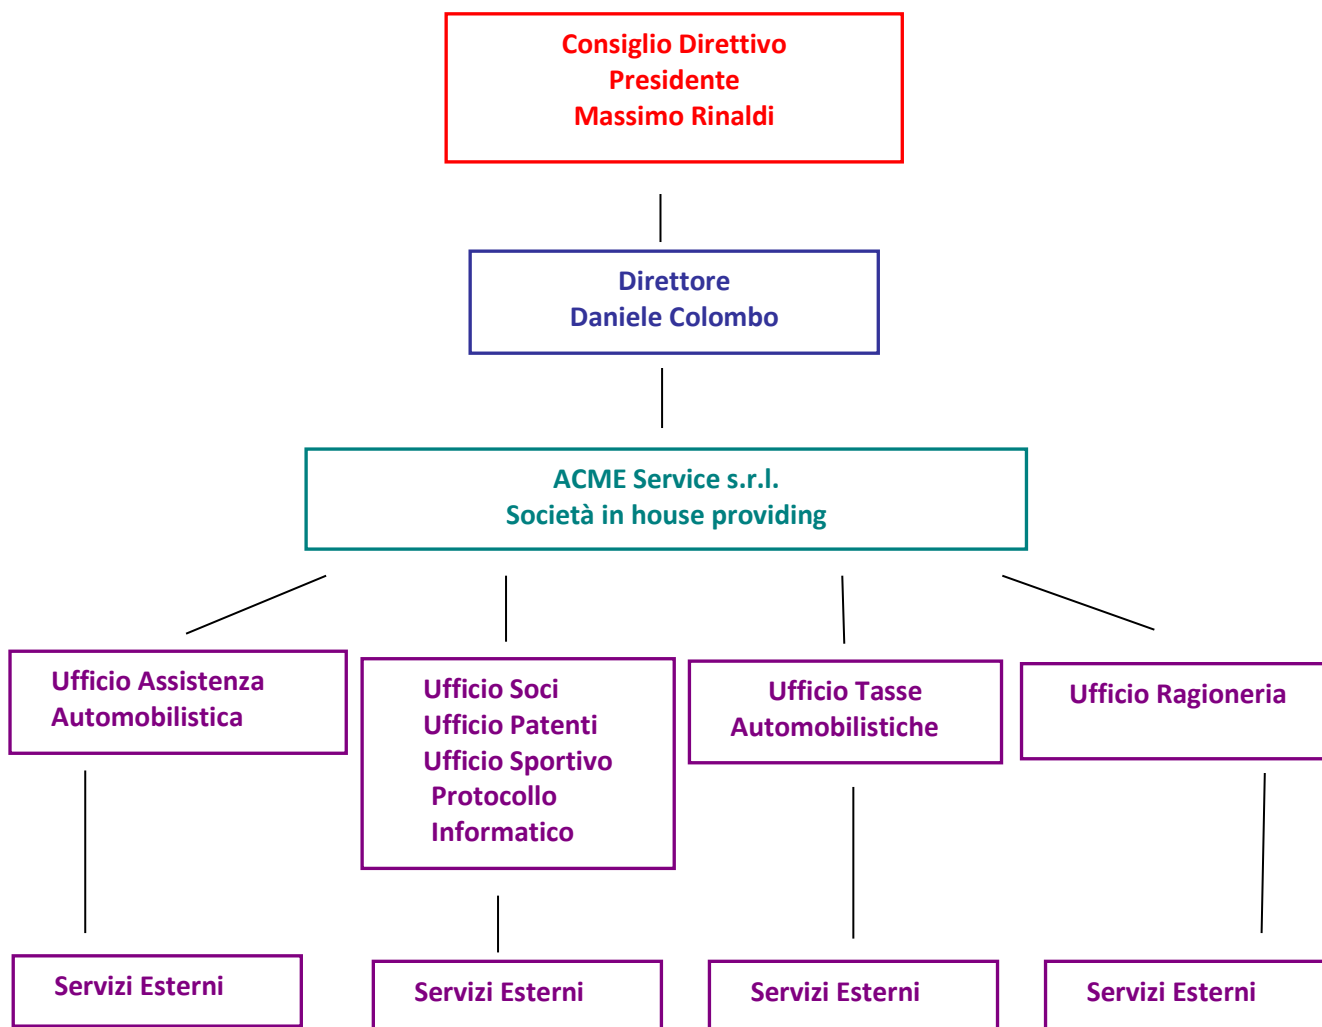 Consiglio Direttivo
Presidente
Massimo Rinaldi
Direttore
Daniele Colombo
ACME Service s.r.l.
Società in house providing
Ufficio Assistenza
Automobilistica
Ufficio Soci
Ufficio Patenti
Ufficio Sportivo
Protocollo
Informatico
Ufficio Tasse
Automobilistiche
Ufficio Ragioneria
Servizi Esterni
Servizi Esterni
Servizi Esterni
Servizi Esterni